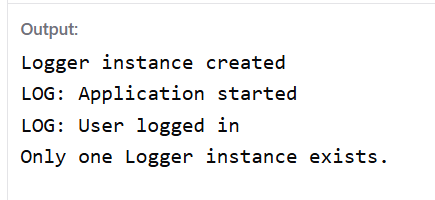 Output:
Logger instance created
LOG: Application started
LOG: User logged in
Only one Logger instance exists.